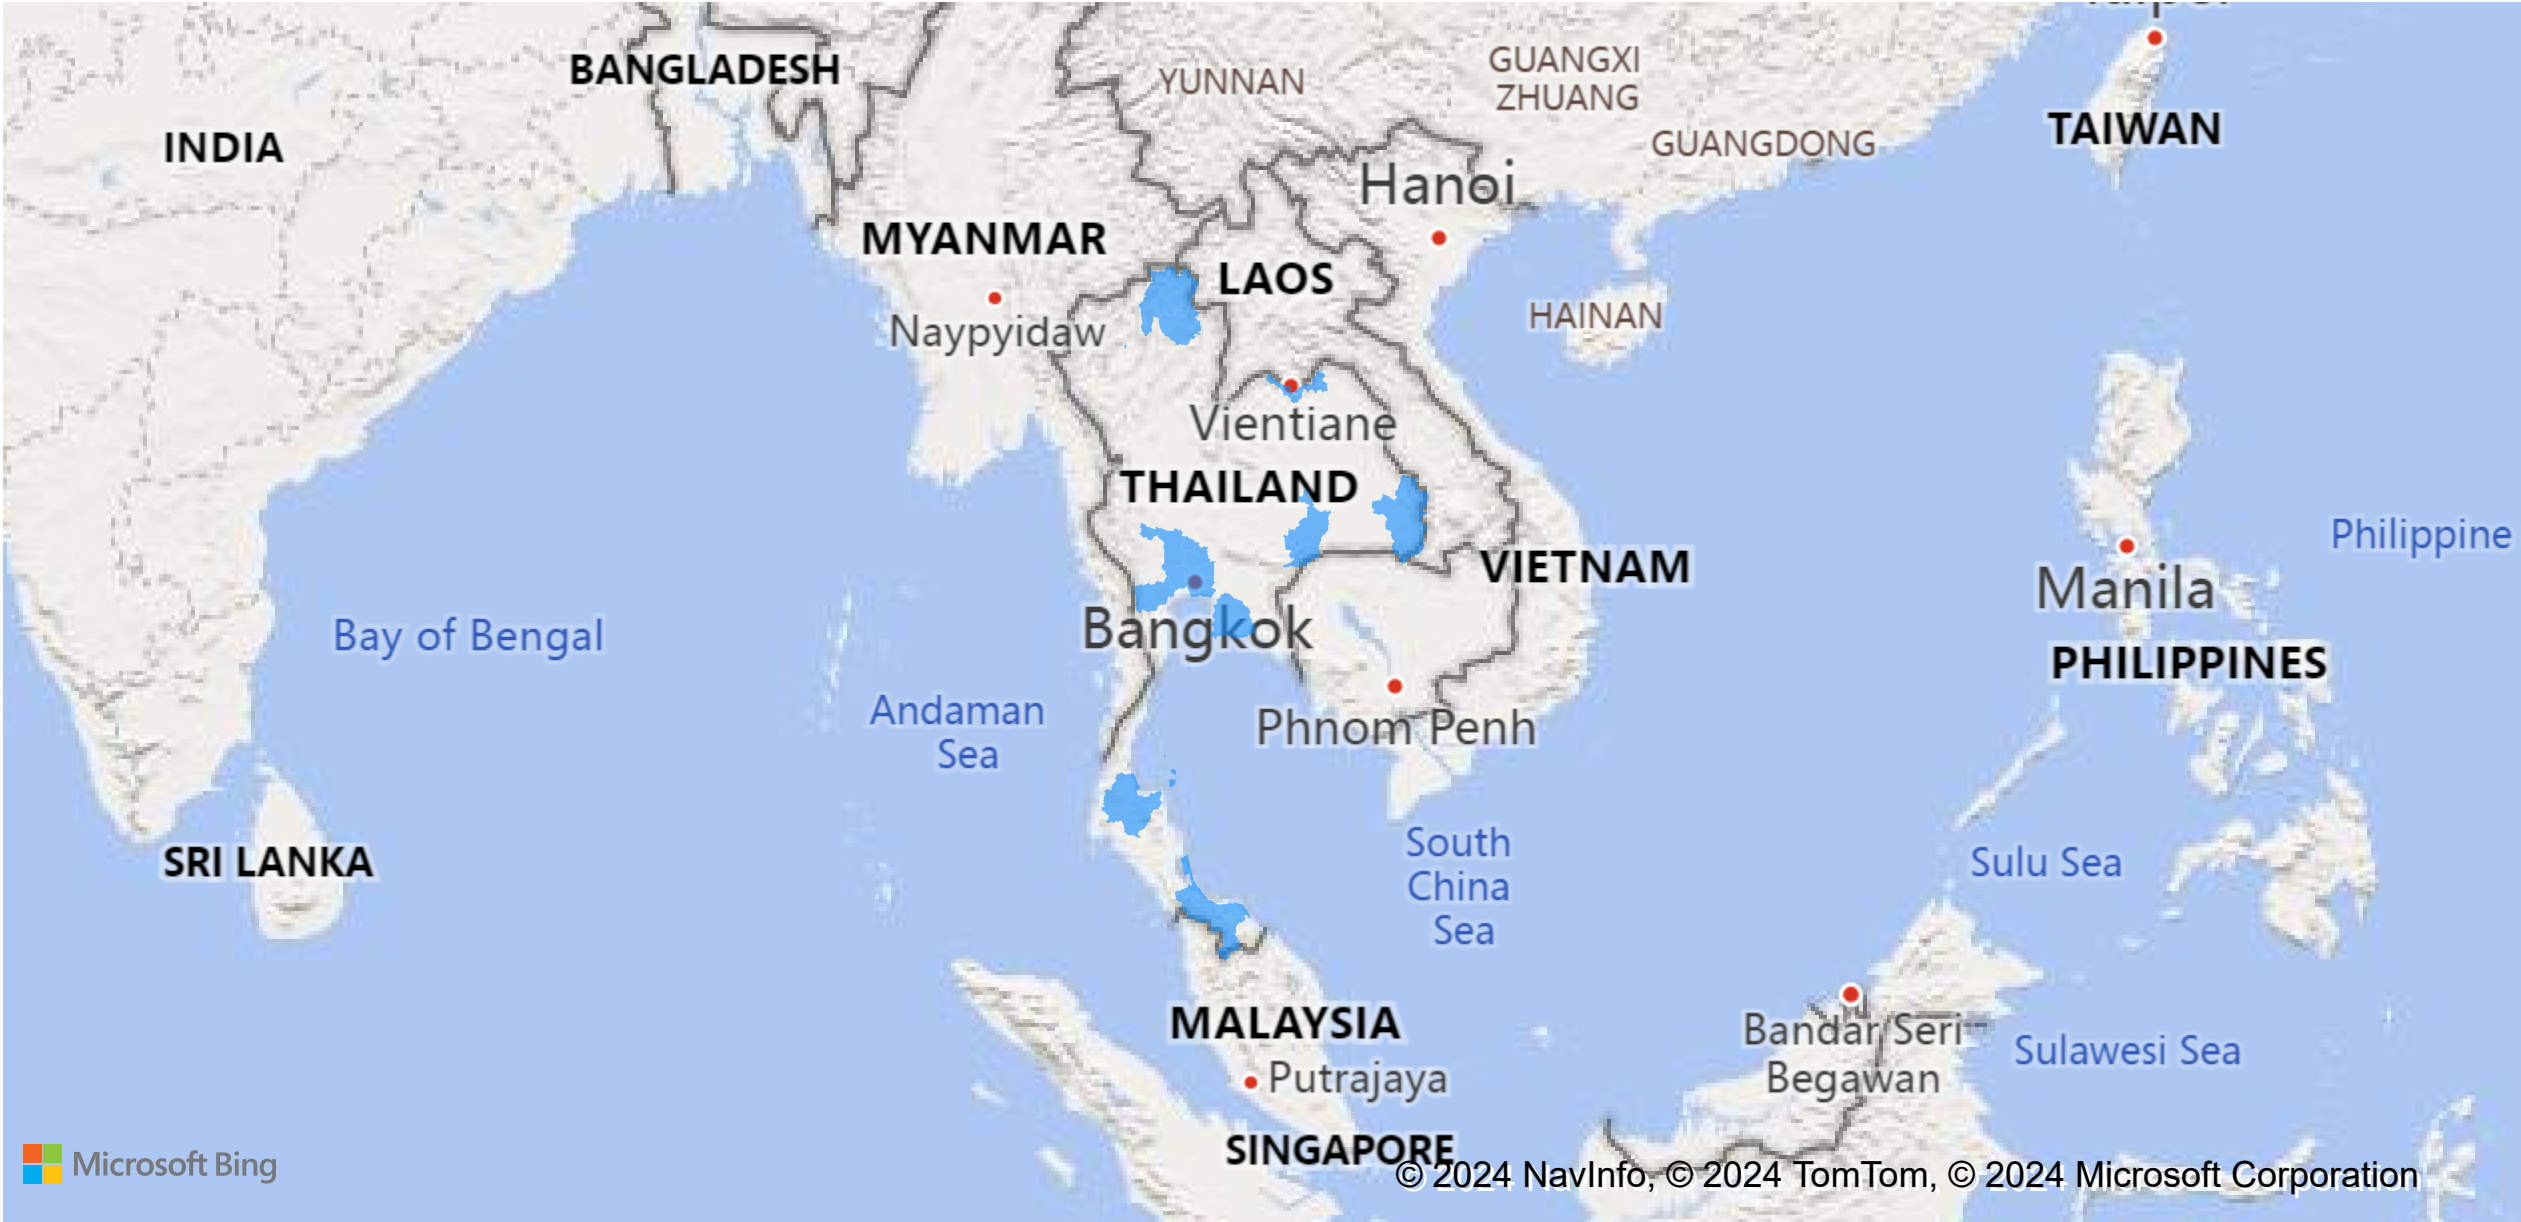 BANGLADESH
INDIA
YUNNAN
GUANGXI
ZHUANG
GUANGDONG
TAIWAN
Hanoi
MYANMAR
LAOS
Naypyidaw
HAINAN
Vientiane
THAILAND
VIETNAM
Philippine
Manila
Bangkok
Bay of Bengal
PHILIPPINES
Andaman
Sea
Phnom Penh
SRI LANKA
South
China
Sea
Sulu Sea
MALAYSIA
Bandar Seri
Begawan
Sulawesi Sea
Putrajaya
SINGAPORE
Microsoft Bing
© 2024 NavInfo, © 2024 TomTom, © 2024 Microsoft Corporation